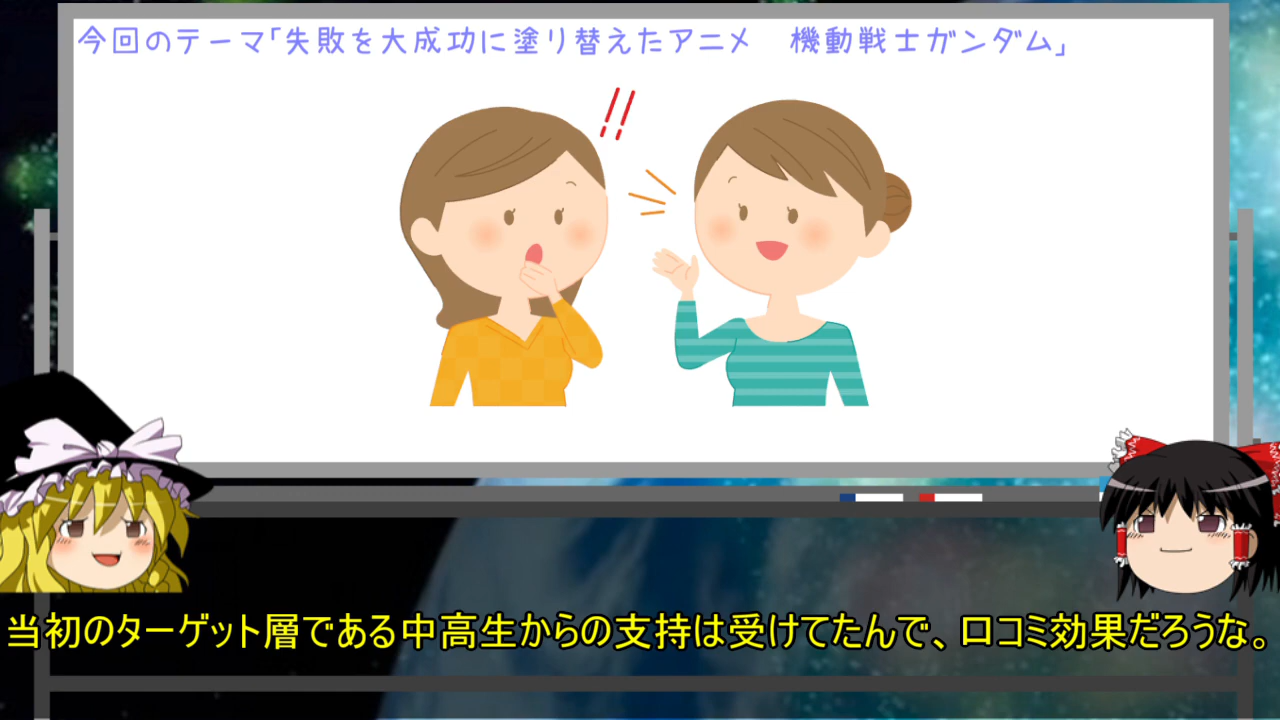 今回のテーマ「失敗を大成功に塗り替えたアニメ　機動戦士ガンダム」
当初のターゲット層である中高生からの支持は受けてたんで、口コミ効果だろうな。